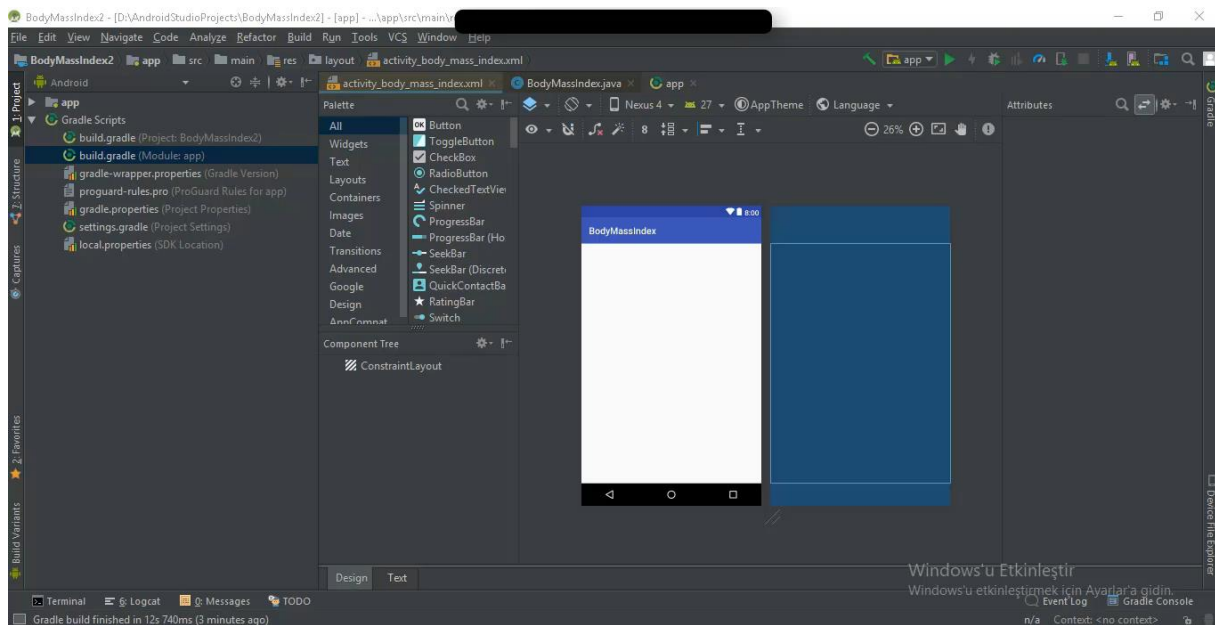 BodyMassIndex2 - [D:\AndroidStudioProjects\BodyMassIndex2] - [app] - ...\app\src\main\
File Edit View Navigate Code Analyze Refactor Build Run Tools VCS Window Help
BodyMassIndex2 app src main res layout activity_body_mass_index.xml
app
1: Project
Android
activity_body_mass_index.xml
BodyMassIndex.java
app
Gradle
Palette
Nexus 4
27
AppTheme
Language
Attributes
app
Gradle Scripts
build.gradle (Project: BodyMassIndex2)
build.gradle (Module: app)
gradle-wrapper.properties (Gradle Version)
proguard-rules.pro (ProGuard Rules for app)
gradle.properties (Project Properties)
settings.gradle (Project Settings)
local.properties (SDK Location)
Z: Structure
Captures
2: Favorites
Build Variants
All
Widgets
Text
Layouts
Containers
Images
Date
Transitions
Advanced
Google
Design
AppCompat
OK Button
ToggleButton
CheckBox
RadioButton
CheckedTextVie
Spinner
ProgressBar
ProgressBar (Ho
SeekBar
SeekBar (Discret
QuickContactBa
RatingBar
Switch
8
26%
Component Tree
ConstraintLayout
8:00
BodyMassIndex
Device File Explorer
Design Text
Windows'u Etkinleştir
Windows'u etkinleştirmek için Ayarlar'a gidin.
Terminal 6: Logcat 0: Messages TODO
Event Log Gradle Console
Gradle build finished in 12s 740ms (3 minutes ago)
n/a Context: <no context>